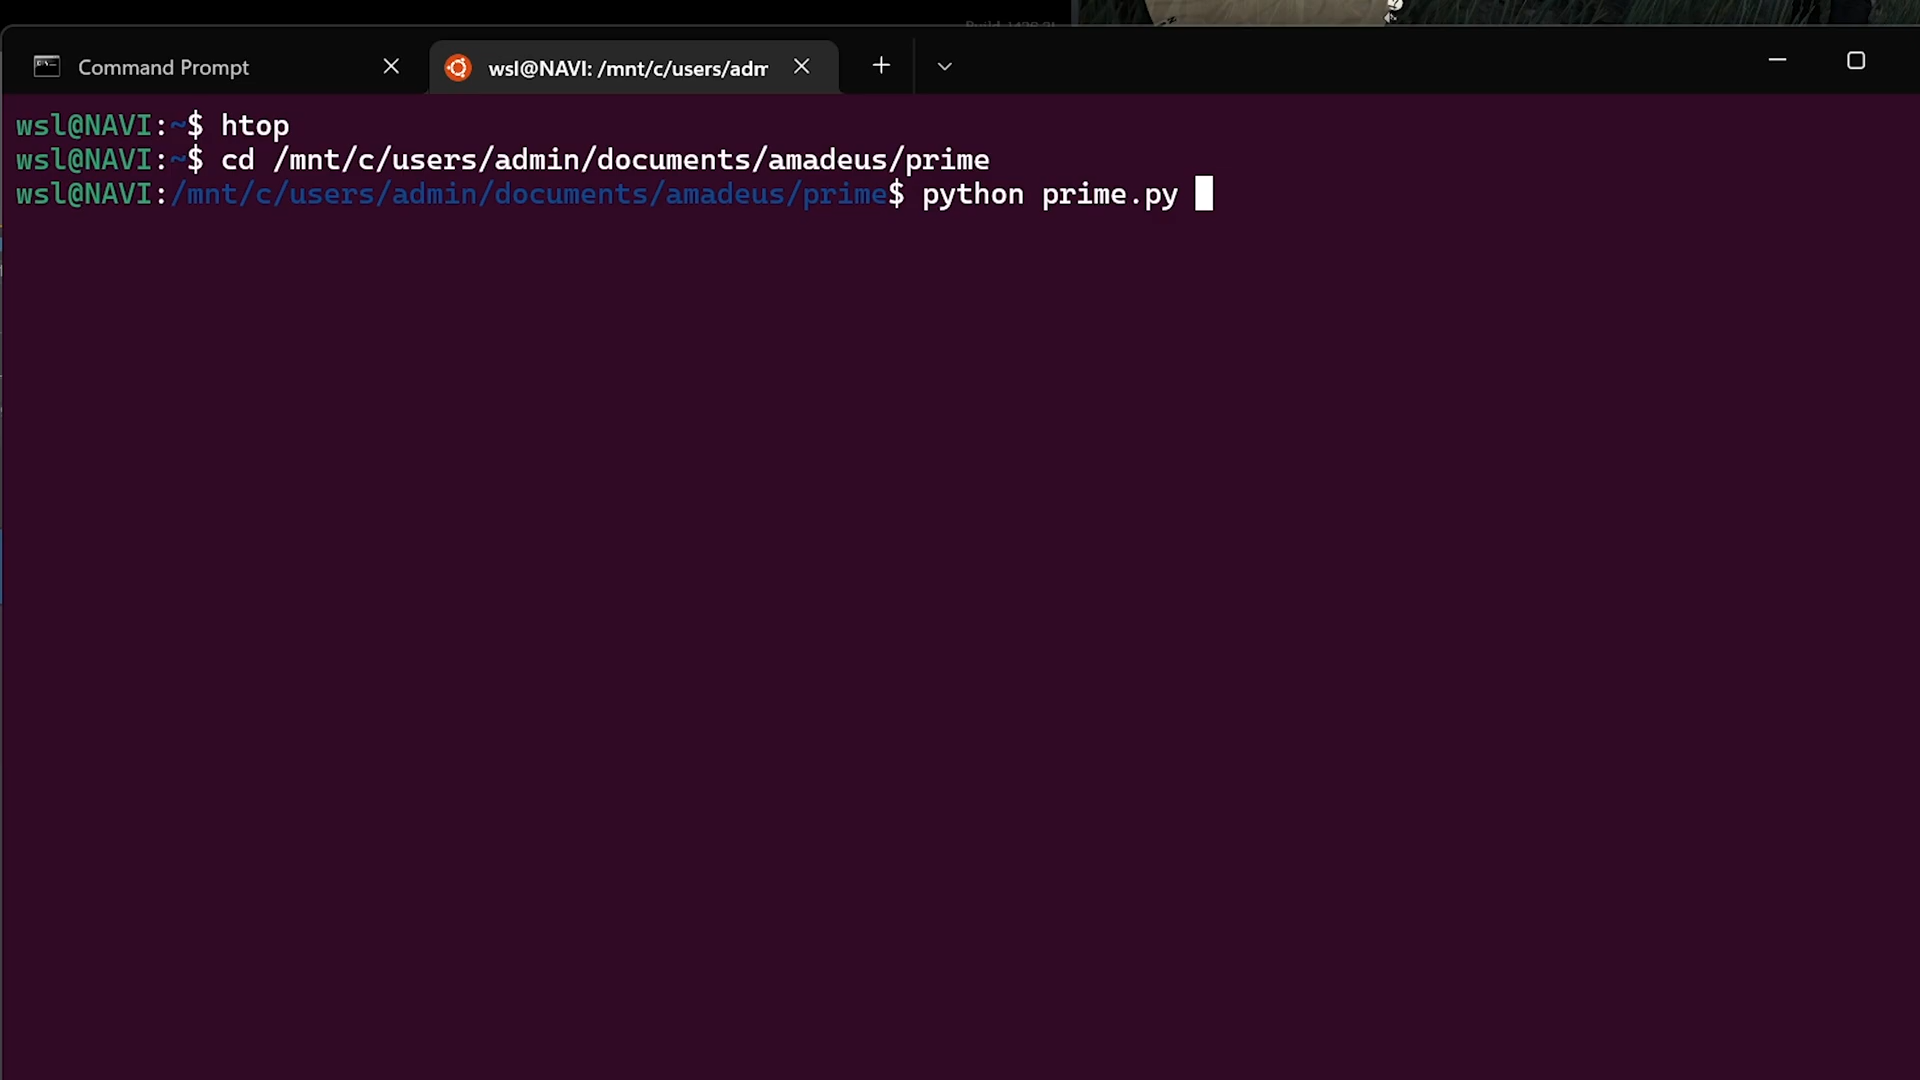 Command Prompt
wsl@NAVI: /mnt/c/users/adm
wsl@NAVI:~$ htop
wsl@NAVI:~$ cd /mnt/c/users/admin/documents/amadeus/prime
wsl@NAVI:/mnt/c/users/admin/documents/amadeus/prime$ python prime.py